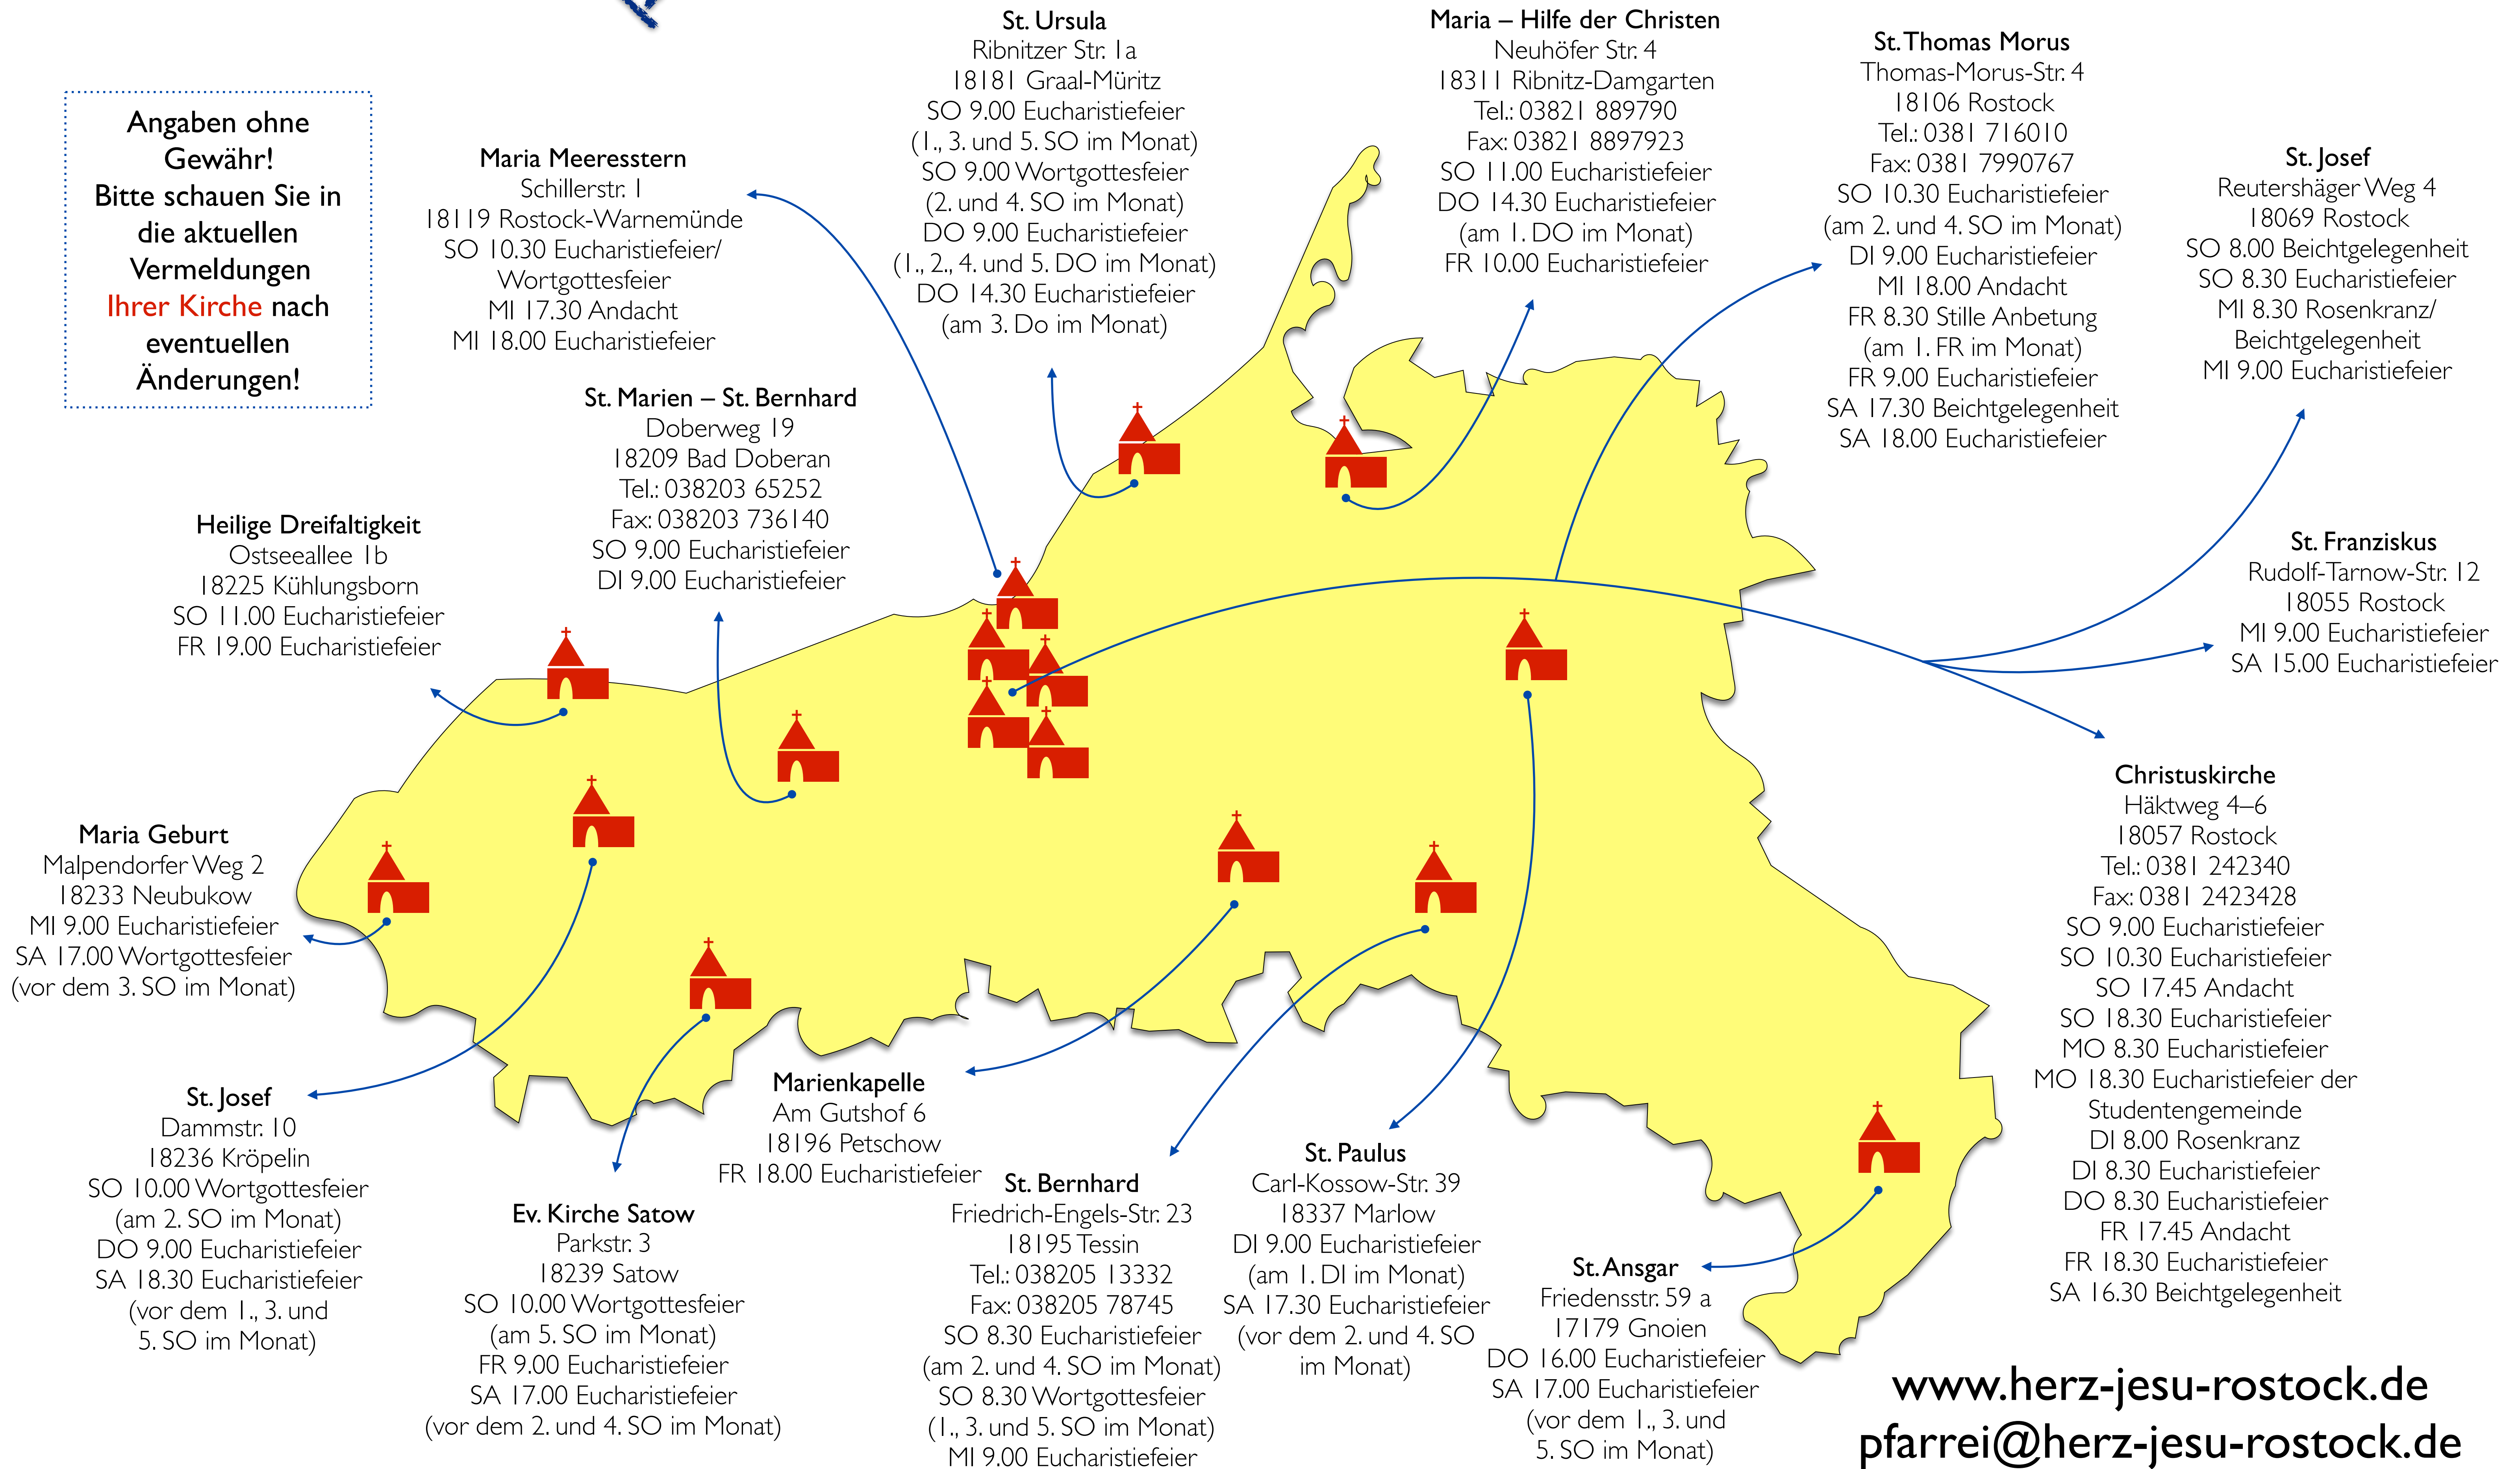 Angaben ohne
Gewähr!
Bitte schauen Sie in
die aktuellen
Vermeldungen
Ihrer Kirche nach
eventuellen
Änderungen!
Maria Meeresstern
Schillerstr. 1
18119 Rostock-Warnemünde
SO 10.30 Eucharistiefeier/
Wortgottesfeier
MI 17.30 Andacht
MI 18.00 Eucharistiefeier
St. Ursula
Ribnitzer Str. 1a
18181 Graal-Müritz
SO 9.00 Eucharistiefeier
(1., 3. und 5. SO im Monat)
SO 9.00 Wortgottesfeier
(2. und 4. SO im Monat)
DO 9.00 Eucharistiefeier
(1., 2., 4. und 5. DO im Monat)
DO 14.30 Eucharistiefeier
(am 3. Do im Monat)
Maria – Hilfe der Christen
Neuhöfer Str. 4
18311 Ribnitz-Damgarten
Tel.: 03821 889790
Fax: 03821 8897923
SO 11.00 Eucharistiefeier
DO 14.30 Eucharistiefeier
(am 1. DO im Monat)
FR 10.00 Eucharistiefeier
St. Thomas Morus
Thomas-Morus-Str. 4
18106 Rostock
Tel.: 0381 716010
Fax: 0381 7990767
SO 10.30 Eucharistiefeier
(am 2. und 4. SO im Monat)
DI 9.00 Eucharistiefeier
MI 18.00 Andacht
FR 8.30 Stille Anbetung
(am 1. FR im Monat)
FR 9.00 Eucharistiefeier
SA 17.30 Beichtgelegenheit
SA 18.00 Eucharistiefeier
St. Josef
Reutershäger Weg 4
18069 Rostock
SO 8.00 Beichtgelegenheit
SO 8.30 Eucharistiefeier
MI 8.30 Rosenkranz/
Beichtgelegenheit
MI 9.00 Eucharistiefeier
St. Marien – St. Bernhard
Doberweg 19
18209 Bad Doberan
Tel.: 038203 65252
Fax: 038203 736140
SO 9.00 Eucharistiefeier
DI 9.00 Eucharistiefeier
Heilige Dreifaltigkeit
Ostseeallee 1b
18225 Kühlungsborn
SO 11.00 Eucharistiefeier
FR 19.00 Eucharistiefeier
St. Franziskus
Rudolf-Tarnow-Str. 12
18055 Rostock
MI 9.00 Eucharistiefeier
SA 15.00 Eucharistiefeier
Maria Geburt
Malpendorfer Weg 2
18233 Neubukow
MI 9.00 Eucharistiefeier
SA 17.00 Wortgottesfeier
(vor dem 3. SO im Monat)
Christuskirche
Häktweg 4–6
18057 Rostock
Tel.: 0381 242340
Fax: 0381 2423428
SO 9.00 Eucharistiefeier
SO 10.30 Eucharistiefeier
SO 17.45 Andacht
SO 18.30 Eucharistiefeier
MO 8.30 Eucharistiefeier
MO 18.30 Eucharistiefeier der
Studentengemeinde
DI 8.00 Rosenkranz
DI 8.30 Eucharistiefeier
DO 8.30 Eucharistiefeier
FR 17.45 Andacht
FR 18.30 Eucharistiefeier
SA 16.30 Beichtgelegenheit
St. Josef
Dammstr. 10
18236 Kröpelin
SO 10.00 Wortgottesfeier
(am 2. SO im Monat)
DO 9.00 Eucharistiefeier
SA 18.30 Eucharistiefeier
(vor dem 1., 3. und
5. SO im Monat)
Ev. Kirche Satow
Parkstr. 3
18239 Satow
SO 10.00 Wortgottesfeier
(am 5. SO im Monat)
FR 9.00 Eucharistiefeier
SA 17.00 Eucharistiefeier
(vor dem 2. und 4. SO im Monat)
Marienkapelle
Am Gutshof 6
18196 Petschow
FR 18.00 Eucharistiefeier
St. Bernhard
Friedrich-Engels-Str. 23
18195 Tessin
Tel.: 038205 13332
Fax: 038205 78745
SO 8.30 Eucharistiefeier
(am 2. und 4. SO im Monat)
SO 8.30 Wortgottesfeier
(1., 3. und 5. SO im Monat)
MI 9.00 Eucharistiefeier
St. Paulus
Carl-Kossow-Str. 39
18337 Marlow
DI 9.00 Eucharistiefeier
(am 1. DI im Monat)
SA 17.30 Eucharistiefeier
(vor dem 2. und 4. SO
im Monat)
St. Ansgar
Friedensstr. 59 a
17179 Gnoien
DO 16.00 Eucharistiefeier
SA 17.00 Eucharistiefeier
(vor dem 1., 3. und
5. SO im Monat)
www.herz-jesu-rostock.de
pfarrei@herz-jesu-rostock.de